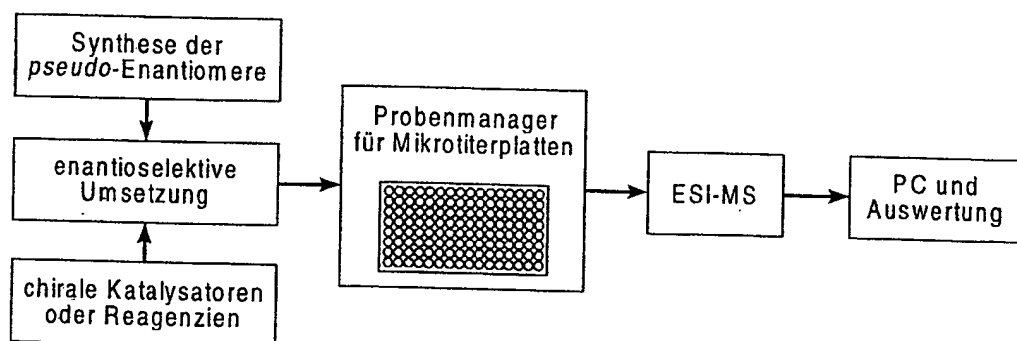 Synthese der
pseudo-Enantiomere
enantioselektive
Umsetzung
chirale Katalysatoren
oder Reagenzien
Probenmanager
für Mikrotiterplatten
ESI-MS
PC und
Auswertung